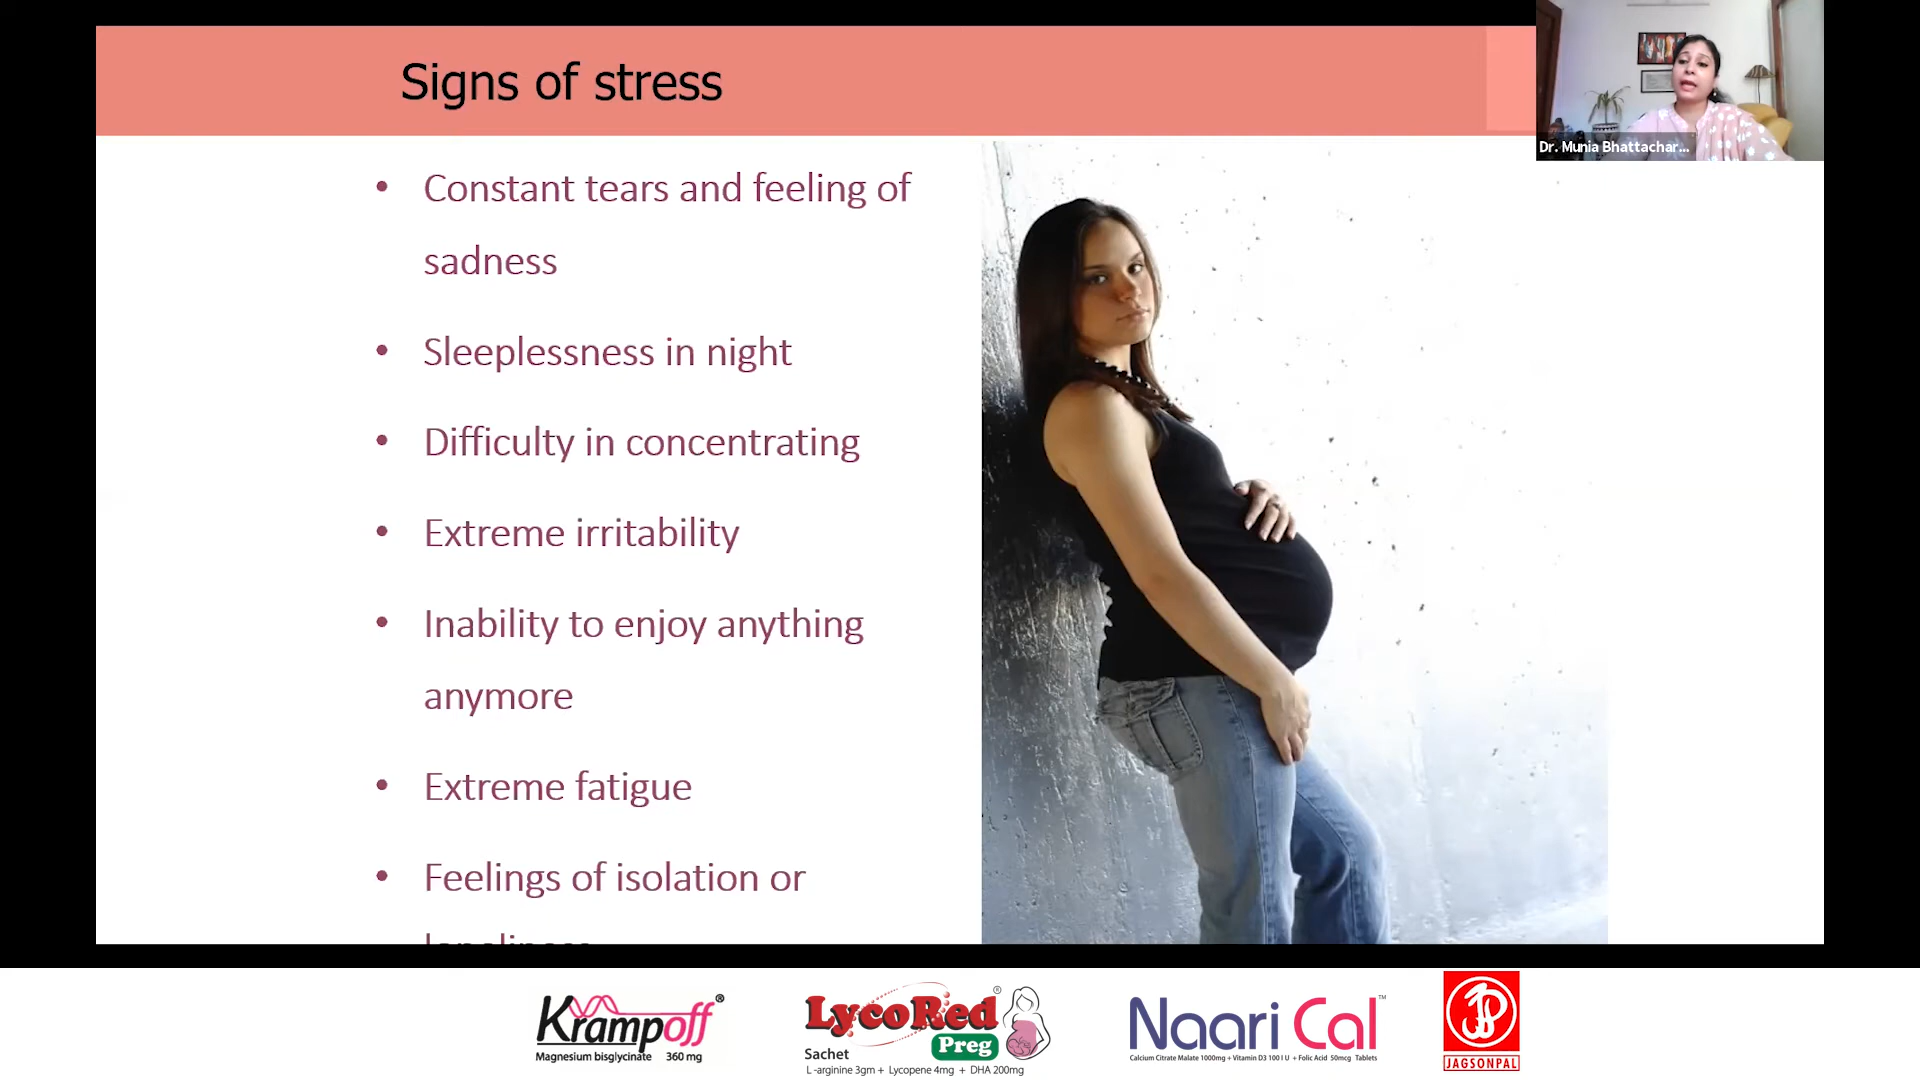 Signs of stress
Dr. Munia Bhattachar...
• Constant tears and feeling of
sadness
• Sleeplessness in night
• Difficulty in concentrating
• Extreme irritability
• Inability to enjoy anything
anymore
• Extreme fatigue
• Feelings of isolation or
loneliness
Krampoff®
Magnesium bisglycinate 360 mg
LycoRed®
Preg
Sachet
L-arginine 3gm + Lycopene 4mg + DHA 200mg
Naari Cal™
Calcium Citrate Malate 1000mg + Vitamin D3 100 I U + Folic Acid 50mcg Tablets
JAGSONPAL